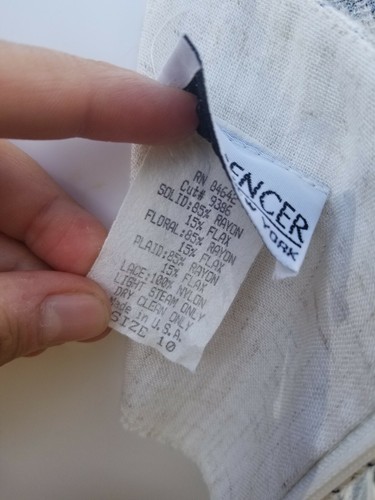 RN 04642
Cut# 9386
SOLID:85% RAYON
15% FLAX
FLORAL:85% RAYON
15% FLAX
PLAID:85% RAYON
15% FLAX
LACE:100% NYLON
LIGHT STEAM ONLY
DRY CLEAN ONLY
Made in U.S.A.
SIZE 10
ENCER
W YORK